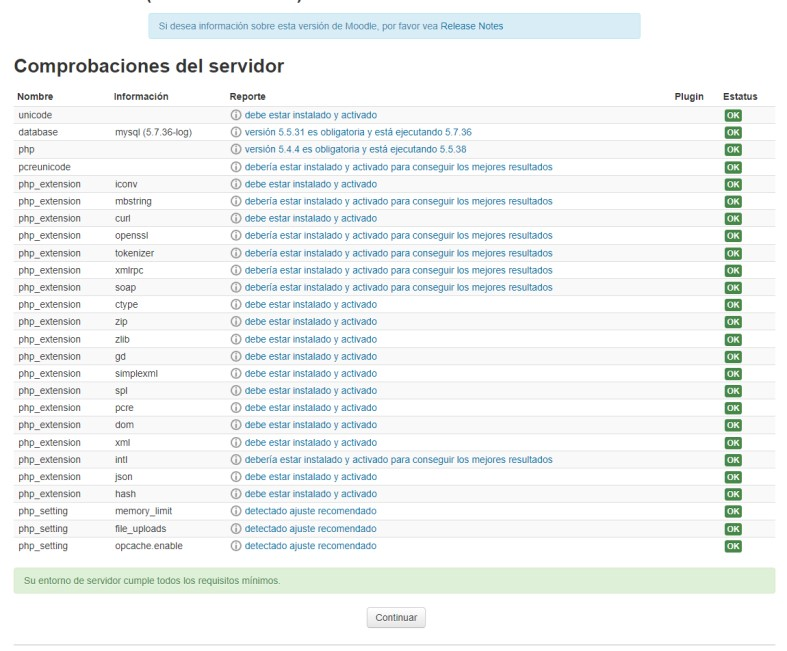 Si desea información sobre esta versión de Moodle, por favor vea Release Notes
Comprobaciones del servidor
Nombre Información Reporte Plugin Estatus
unicode debe estar instalado y activado OK
database mysql (5.7.36-log) versión 5.5.31 es obligatoria y está ejecutando 5.7.36 OK
php versión 5.4.4 es obligatoria y está ejecutando 5.5.38 OK
pcreunicode debería estar instalado y activado para conseguir los mejores resultados OK
php_extension iconv debe estar instalado y activado OK
php_extension mbstring debería estar instalado y activado para conseguir los mejores resultados OK
php_extension curl debe estar instalado y activado OK
php_extension openssl debería estar instalado y activado para conseguir los mejores resultados OK
php_extension tokenizer debería estar instalado y activado para conseguir los mejores resultados OK
php_extension xmlrpc debería estar instalado y activado para conseguir los mejores resultados OK
php_extension soap debería estar instalado y activado para conseguir los mejores resultados OK
php_extension ctype debe estar instalado y activado OK
php_extension zip debe estar instalado y activado OK
php_extension zlib debe estar instalado y activado OK
php_extension gd debe estar instalado y activado OK
php_extension simplexml debe estar instalado y activado OK
php_extension spl debe estar instalado y activado OK
php_extension pcre debe estar instalado y activado OK
php_extension dom debe estar instalado y activado OK
php_extension xml debe estar instalado y activado OK
php_extension intl debería estar instalado y activado para conseguir los mejores resultados OK
php_extension json debe estar instalado y activado OK
php_extension hash debe estar instalado y activado OK
php_setting memory_limit detectado ajuste recomendado OK
php_setting file_uploads detectado ajuste recomendado OK
php_setting opcache.enable detectado ajuste recomendado OK
Su entorno de servidor cumple todos los requisitos mínimos.
Continuar